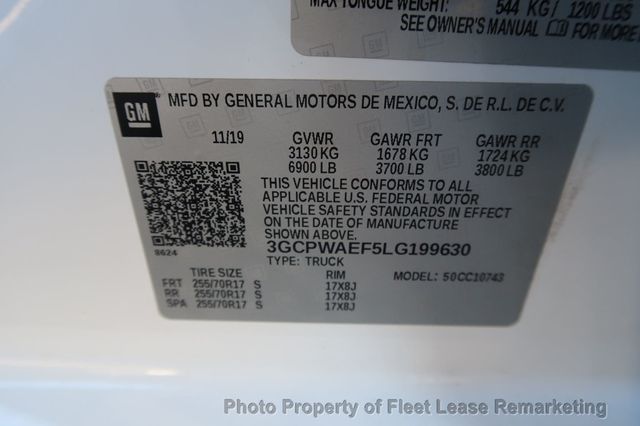 MAX TONGUE WEIGHT: 544 KG / 1200 LBS
SEE OWNER'S MANUAL FOR MORE
GM
MFD BY GENERAL MOTORS DE MEXICO, S. DE R.L. DE C.V.
11/19 GVWR GAWR FRT GAWR RR
3130 KG 1678 KG 1724 KG
6900 LB 3700 LB 3800 LB
THIS VEHICLE CONFORMS TO ALL
APPLICABLE U.S. FEDERAL MOTOR
VEHICLE SAFETY STANDARDS IN EFFECT
ON THE DATE OF MANUFACTURE
SHOWN ABOVE.
8624
3GCPWAEF5LG199630
TYPE: TRUCK MODEL: 50CC10743
TIRE SIZE RIM
FRT 255/70R17 S 17X8J
RR 255/70R17 S 17X8J
SPA 255/70R17 S 17X8J
Photo Property of Fleet Lease Remarketing